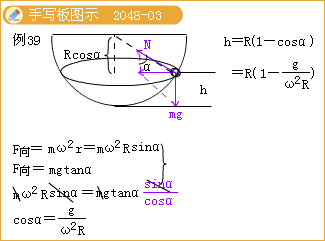 手写板图示 2048-03
例39
Rcosα
N
α
h
mg
h=R(1-cosα)
=R(1-g/ω²R)
F向= mω²r=mω²Rsinα
F向= mgtanα
mω²Rsinα=mgtanα sinα/cosα
cosα=g/ω²R